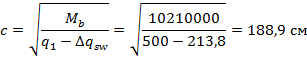 c = √(M_b / (q_1 − Δq_sw)) = √(10210000 / (500 − 213,8)) = 188,9 см